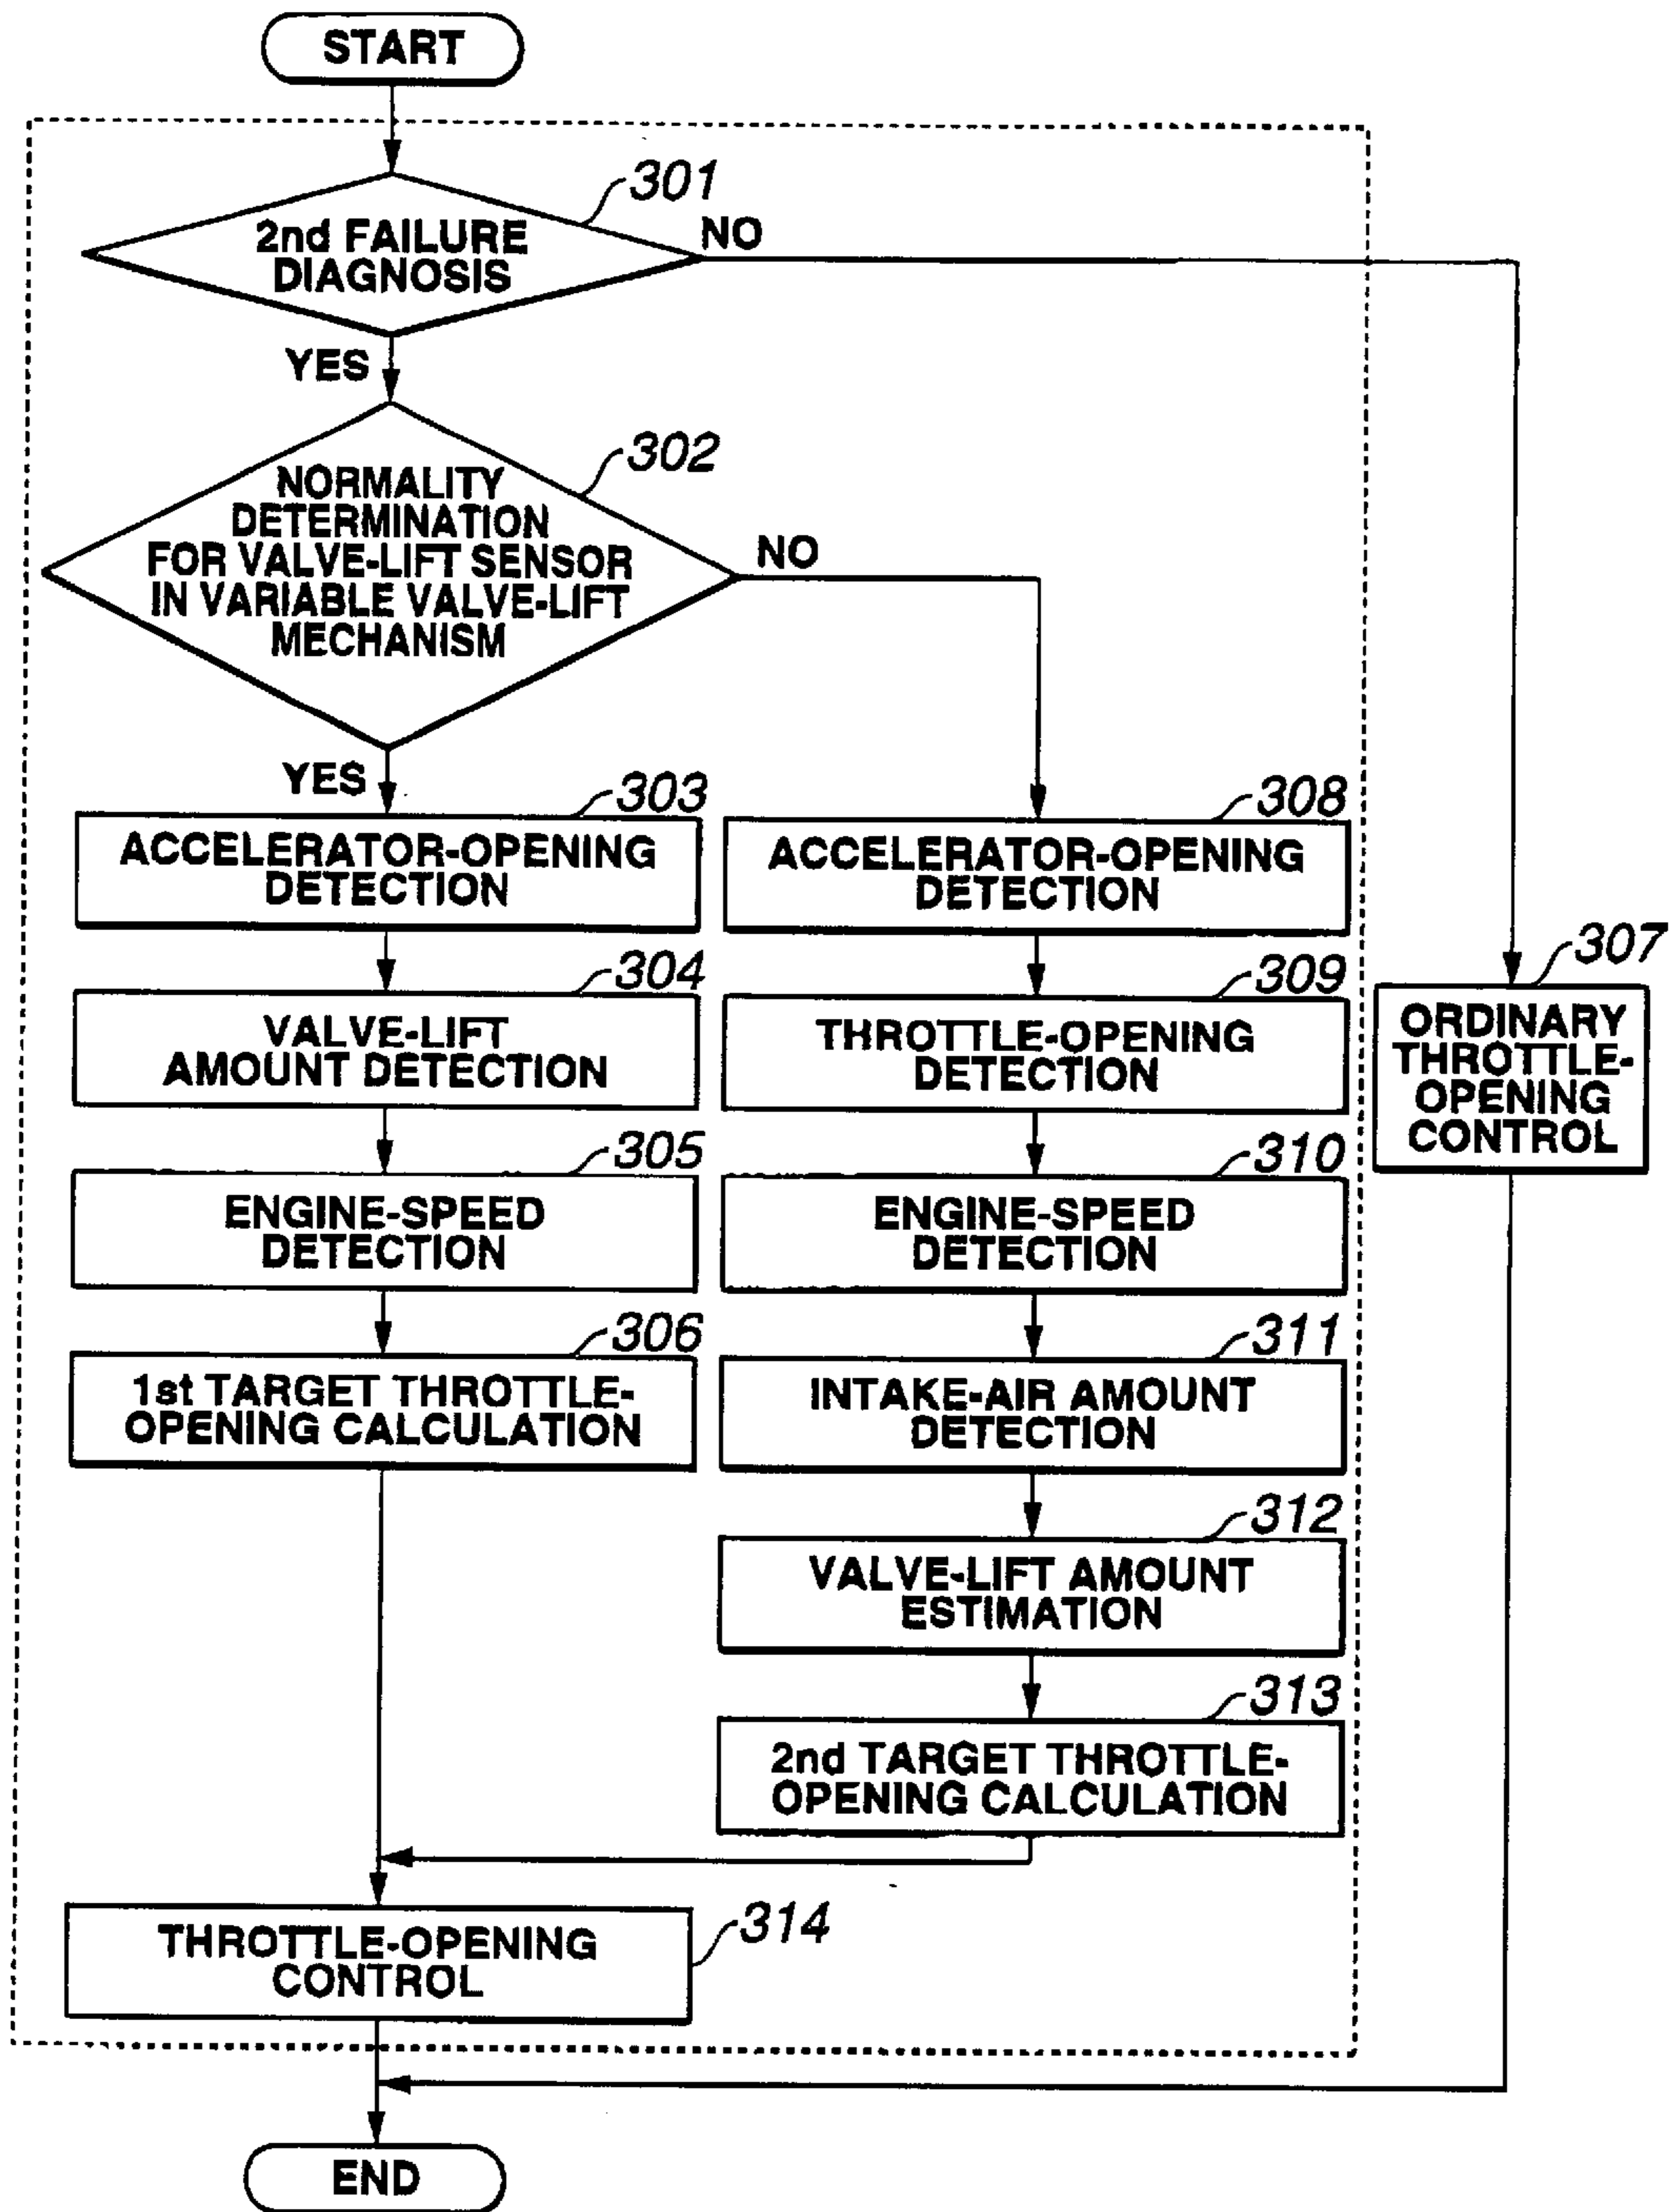 START
301
2nd FAILURE
DIAGNOSIS
NO
YES
302
NORMALITY
DETERMINATION
FOR VALVE-LIFT SENSOR
IN VARIABLE VALVE-LIFT
MECHANISM
NO
YES
303
ACCELERATOR-OPENING
DETECTION
308
ACCELERATOR-OPENING
DETECTION
304
VALVE-LIFT
AMOUNT DETECTION
309
THROTTLE-OPENING
DETECTION
307
ORDINARY
THROTTLE-
OPENING
CONTROL
305
ENGINE-SPEED
DETECTION
310
ENGINE-SPEED
DETECTION
306
1st TARGET THROTTLE-
OPENING CALCULATION
311
INTAKE-AIR AMOUNT
DETECTION
312
VALVE-LIFT AMOUNT
ESTIMATION
313
2nd TARGET THROTTLE-
OPENING CALCULATION
314
THROTTLE-OPENING
CONTROL
END